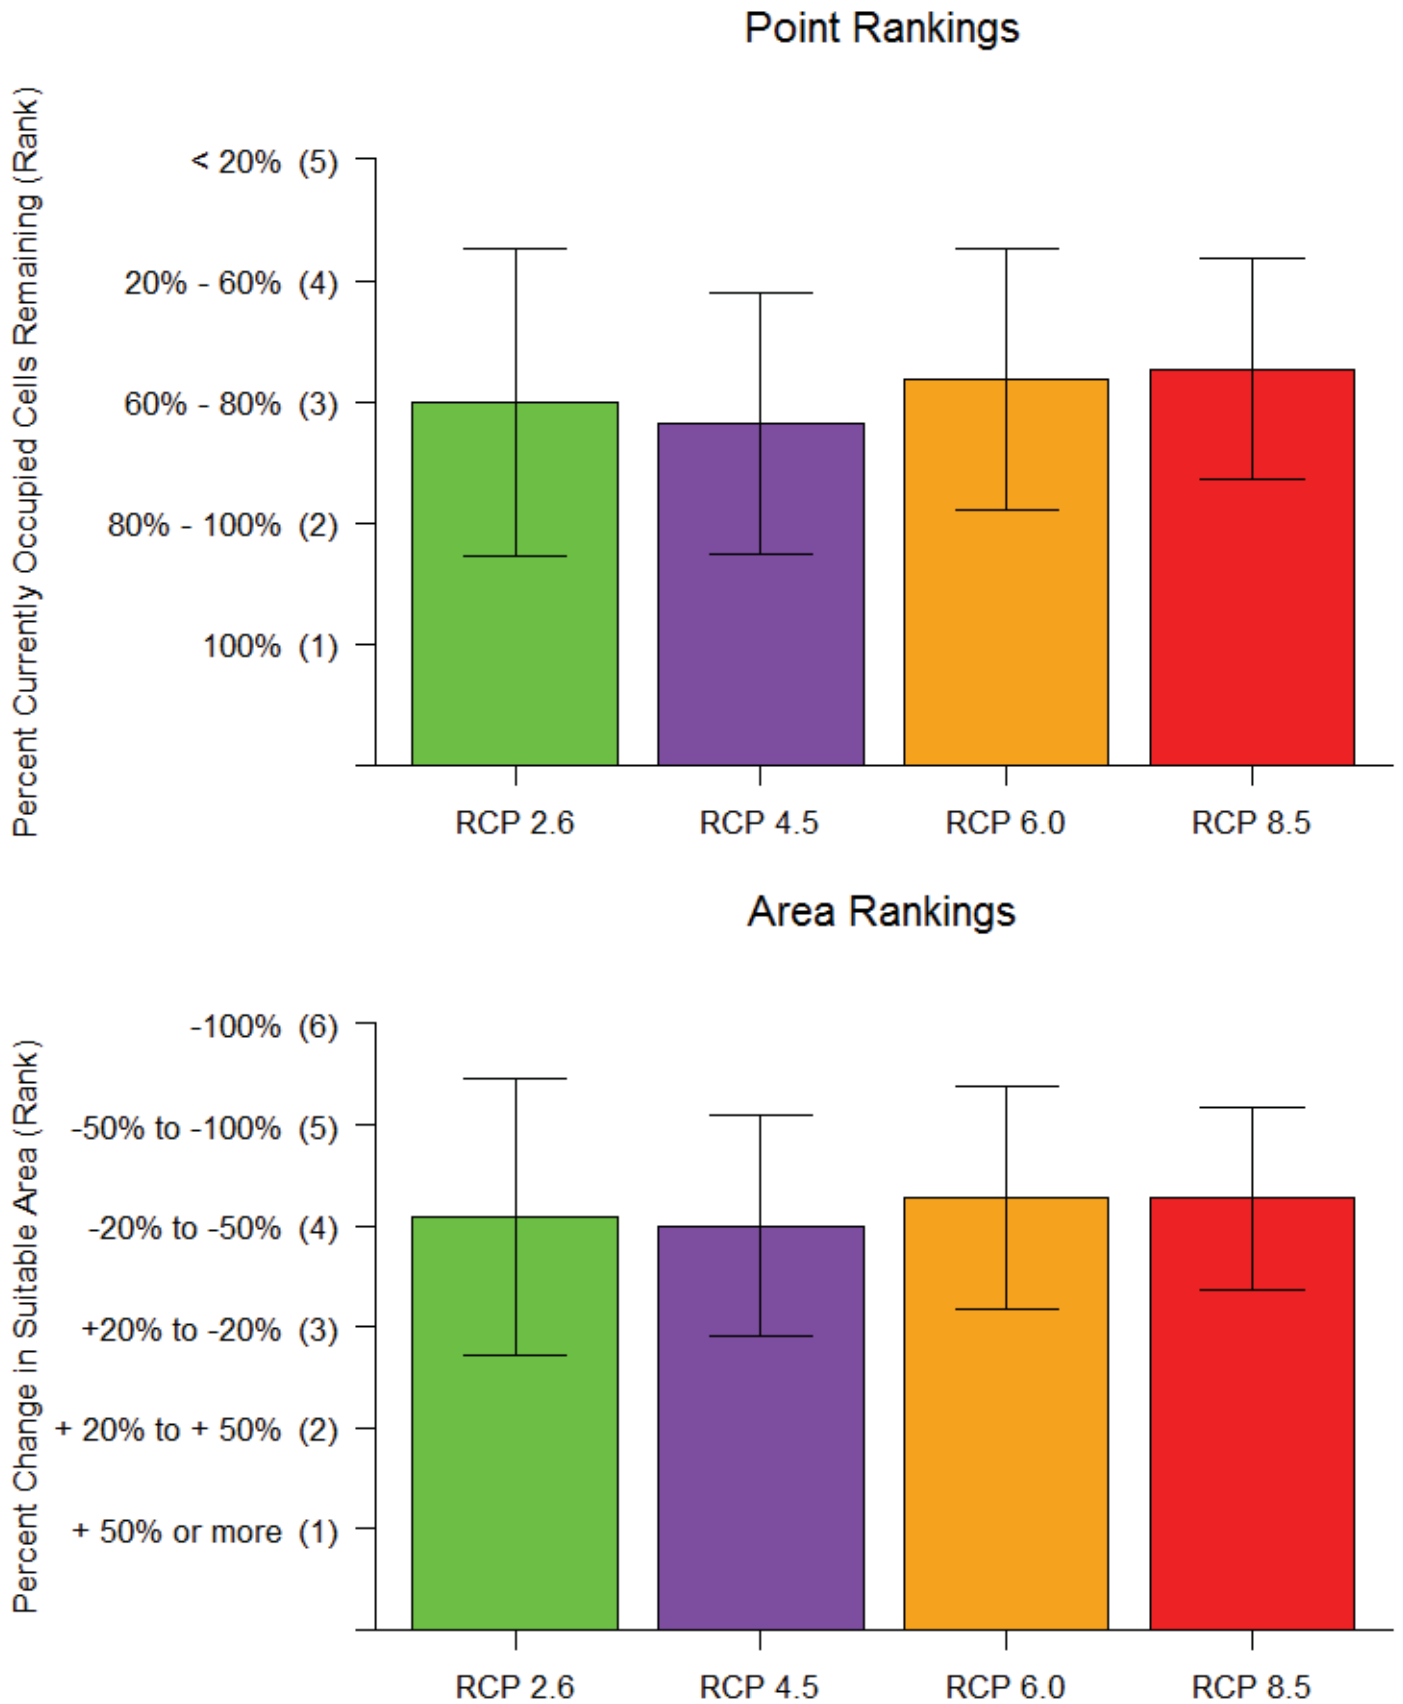 Point Rankings
Percent Currently Occupied Cells Remaining (Rank)
< 20% (5)
20% - 60% (4)
60% - 80% (3)
80% - 100% (2)
100% (1)
RCP 2.6 RCP 4.5 RCP 6.0 RCP 8.5
Area Rankings
Percent Change in Suitable Area (Rank)
-100% (6)
-50% to -100% (5)
-20% to -50% (4)
+20% to -20% (3)
+ 20% to + 50% (2)
+ 50% or more (1)
RCP 2.6 RCP 4.5 RCP 6.0 RCP 8.5